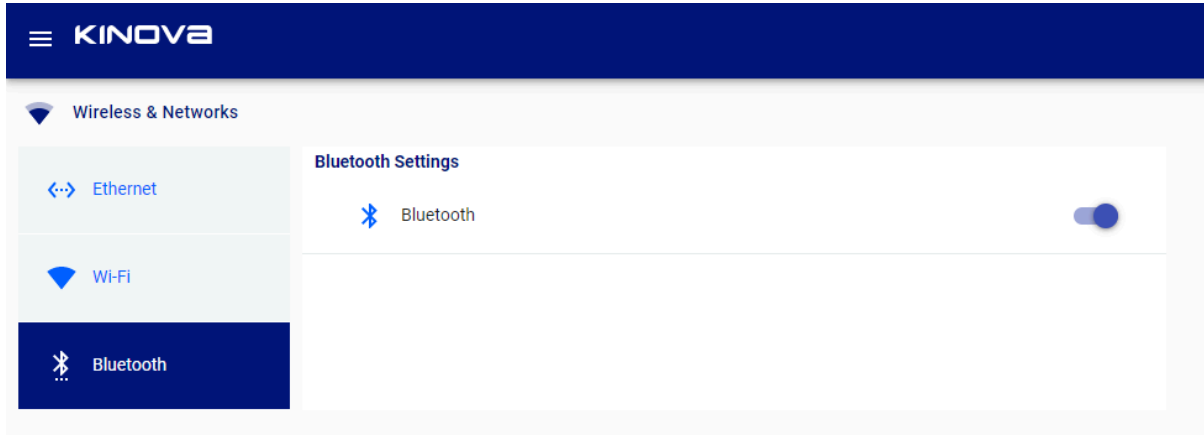 KINOVA
Wireless & Networks
Ethernet
Wi-Fi
Bluetooth
Bluetooth Settings
Bluetooth